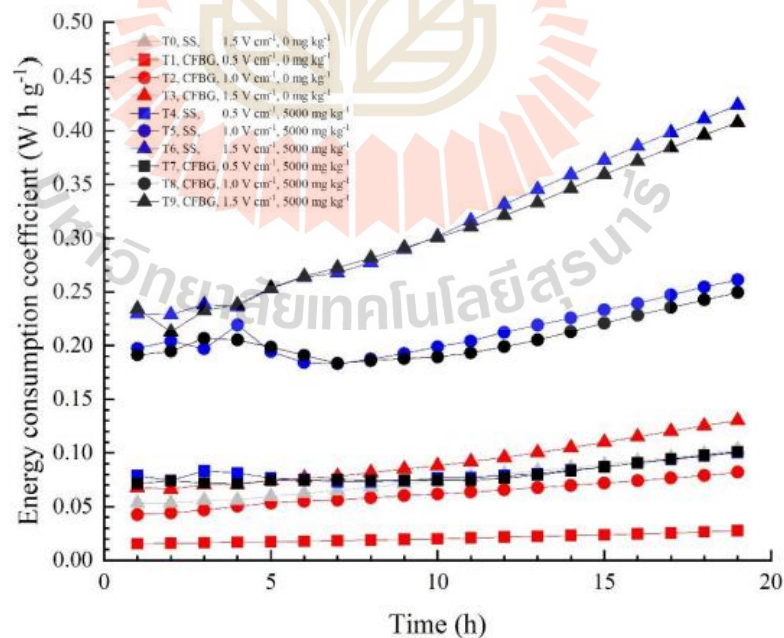 0.50
0.45
0.40
0.35
0.30
0.25
0.20
0.15
0.10
0.05
0.00
Energy consumption coefficient (W h g⁻¹)
T0, SS, 1.5 V cm⁻¹, 0 mg kg⁻¹
T1, CFBG, 0.5 V cm⁻¹, 0 mg kg⁻¹
T2, CFBG, 1.0 V cm⁻¹, 0 mg kg⁻¹
T3, CFBG, 1.5 V cm⁻¹, 0 mg kg⁻¹
T4, SS, 0.5 V cm⁻¹, 5000 mg kg⁻¹
T5, SS, 1.0 V cm⁻¹, 5000 mg kg⁻¹
T6, SS, 1.5 V cm⁻¹, 5000 mg kg⁻¹
T7, CFBG, 0.5 V cm⁻¹, 5000 mg kg⁻¹
T8, CFBG, 1.0 V cm⁻¹, 5000 mg kg⁻¹
T9, CFBG, 1.5 V cm⁻¹, 5000 mg kg⁻¹
มหาวิทยาลัยเทคโนโลยีสุรนารี
0 5 10 15 20
Time (h)